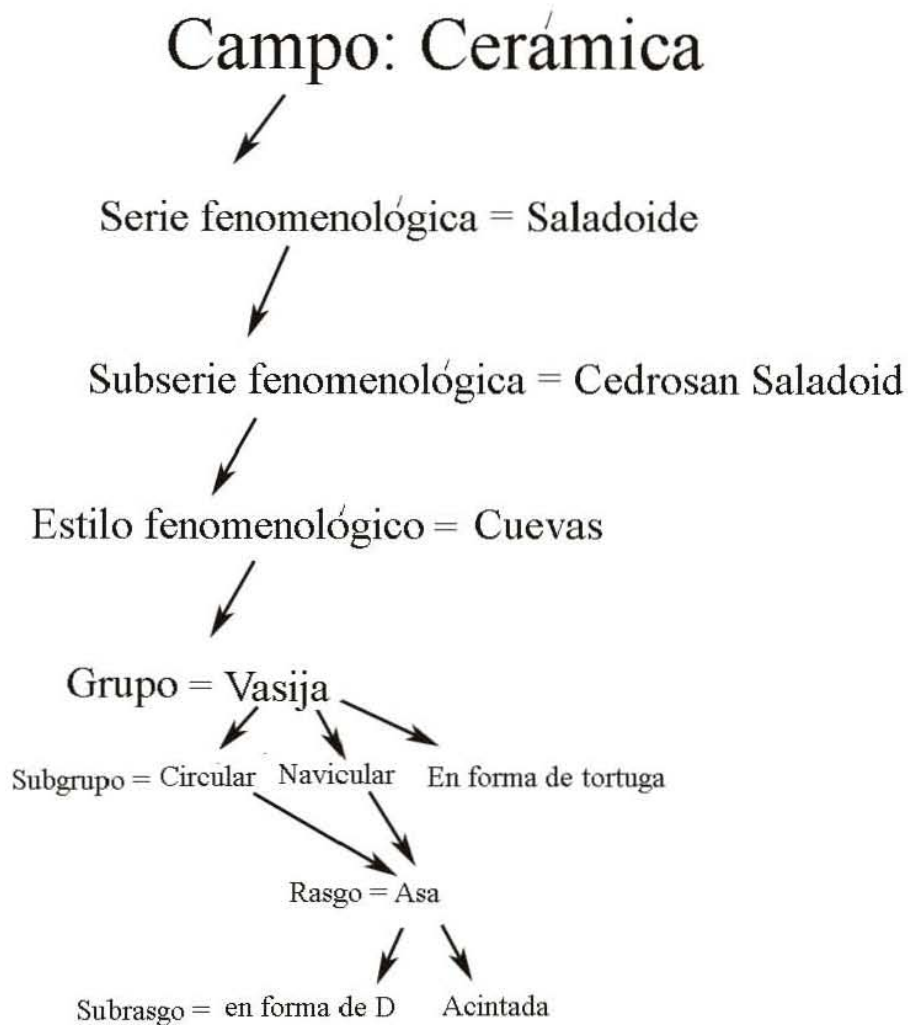 Campo: Cerámica
Serie fenomenológica = Saladoide
Subserie fenomenológica = Cedrosan Saladoid
Estilo fenomenológico = Cuevas
Grupo = Vasija
Subgrupo = Circular Navicular En forma de tortuga
Rasgo = Asa
Subrasgo = en forma de D Acintada